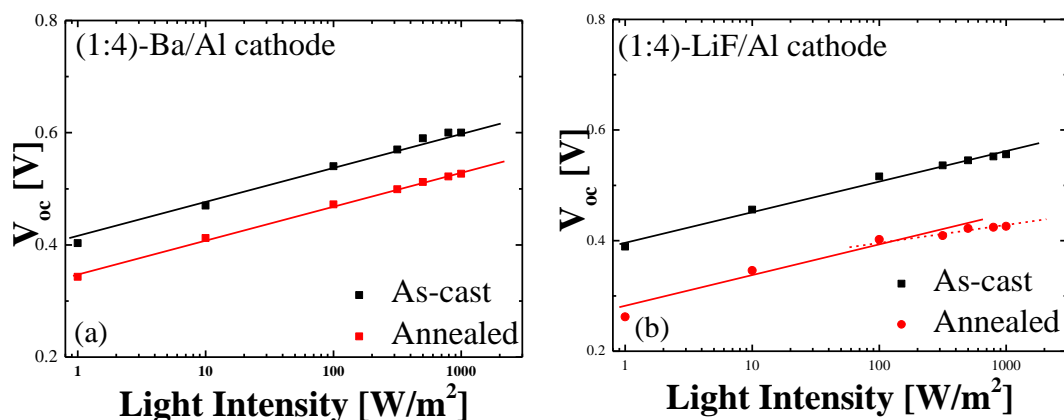 (1:4)-Ba/Al cathode
0.8
0.6
0.4
0.2
V_oc [V]
As-cast
Annealed
(a)
1 10 100 1000
Light Intensity [W/m²]
(1:4)-LiF/Al cathode
0.8
0.6
0.4
0.2
V_oc [V]
As-cast
Annealed
(b)
1 10 100 1000
Light Intensity [W/m²]